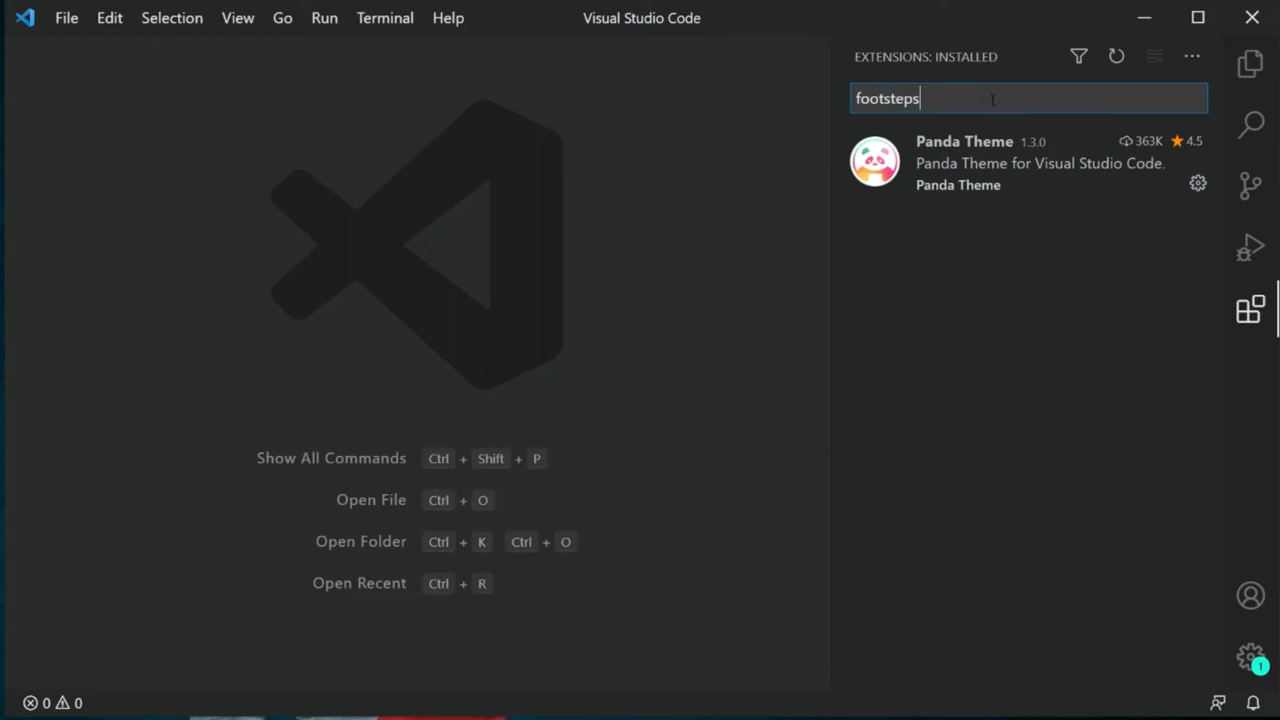 File Edit Selection View Go Run Terminal Help Visual Studio Code
EXTENSIONS: INSTALLED
footsteps
Panda Theme 1.3.0 363K 4.5
Panda Theme for Visual Studio Code.
Panda Theme
Show All Commands Ctrl + Shift + P
Open File Ctrl + O
Open Folder Ctrl + K Ctrl + O
Open Recent Ctrl + R
1
0 0